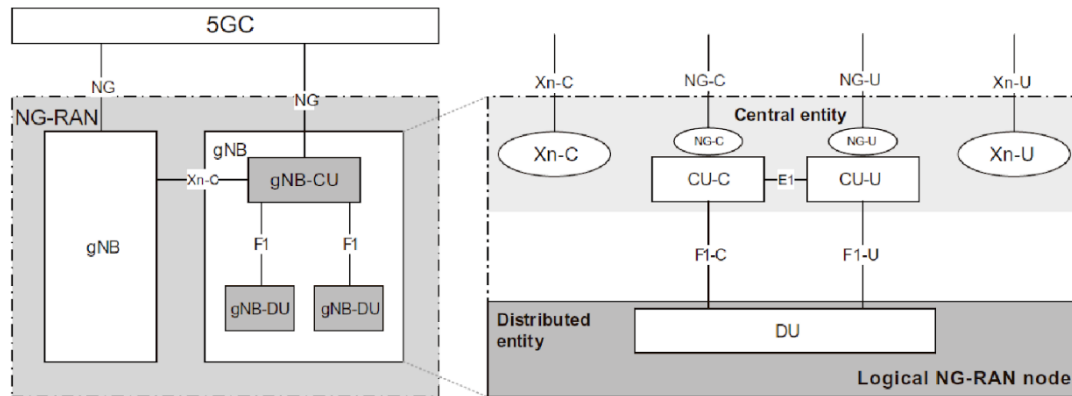 5GC
NG
NG
NG-RAN
gNB
gNB
Xn-C
gNB-CU
F1
F1
gNB-DU
gNB-DU
Xn-C
NG-C
NG-U
Xn-U
Central entity
Xn-C
NG-C
NG-U
Xn-U
CU-C
E1
CU-U
F1-C
F1-U
Distributed
entity
DU
Logical NG-RAN node